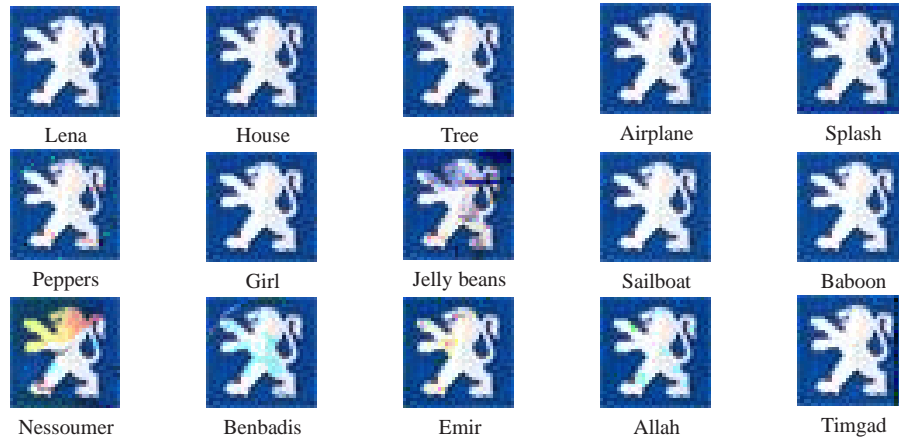 Lena House Tree Airplane Splash
Peppers Girl Jelly beans Sailboat Baboon
Nessoumer Benbadis Emir Allah Timgad